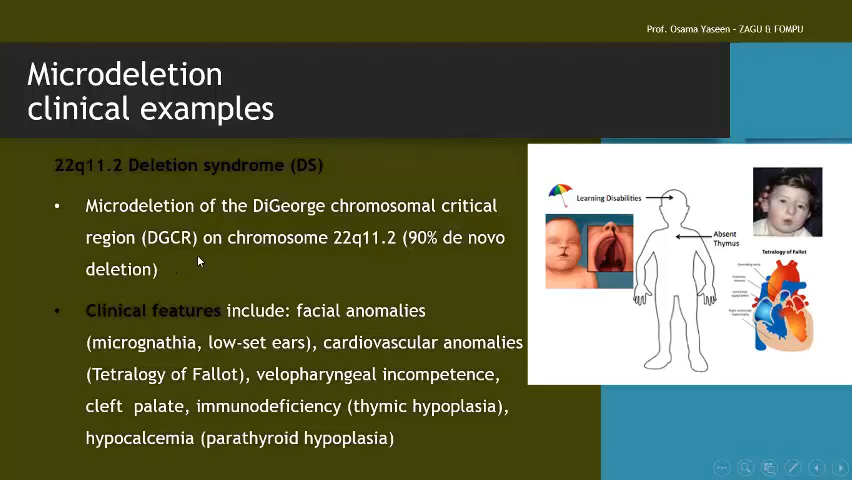 Prof. Osama Yaseen – ZAGU & FOMPU
Microdeletion
clinical examples
22q11.2 Deletion syndrome (DS)
• Microdeletion of the DiGeorge chromosomal critical
region (DGCR) on chromosome 22q11.2 (90% de novo
deletion)
• Clinical features include: facial anomalies
(micrognathia, low-set ears), cardiovascular anomalies
(Tetralogy of Fallot), velopharyngeal incompetence,
cleft palate, immunodeficiency (thymic hypoplasia),
hypocalcemia (parathyroid hypoplasia)
Learning Disabilities
Absent
Thymus
Tetralogy of Fallot